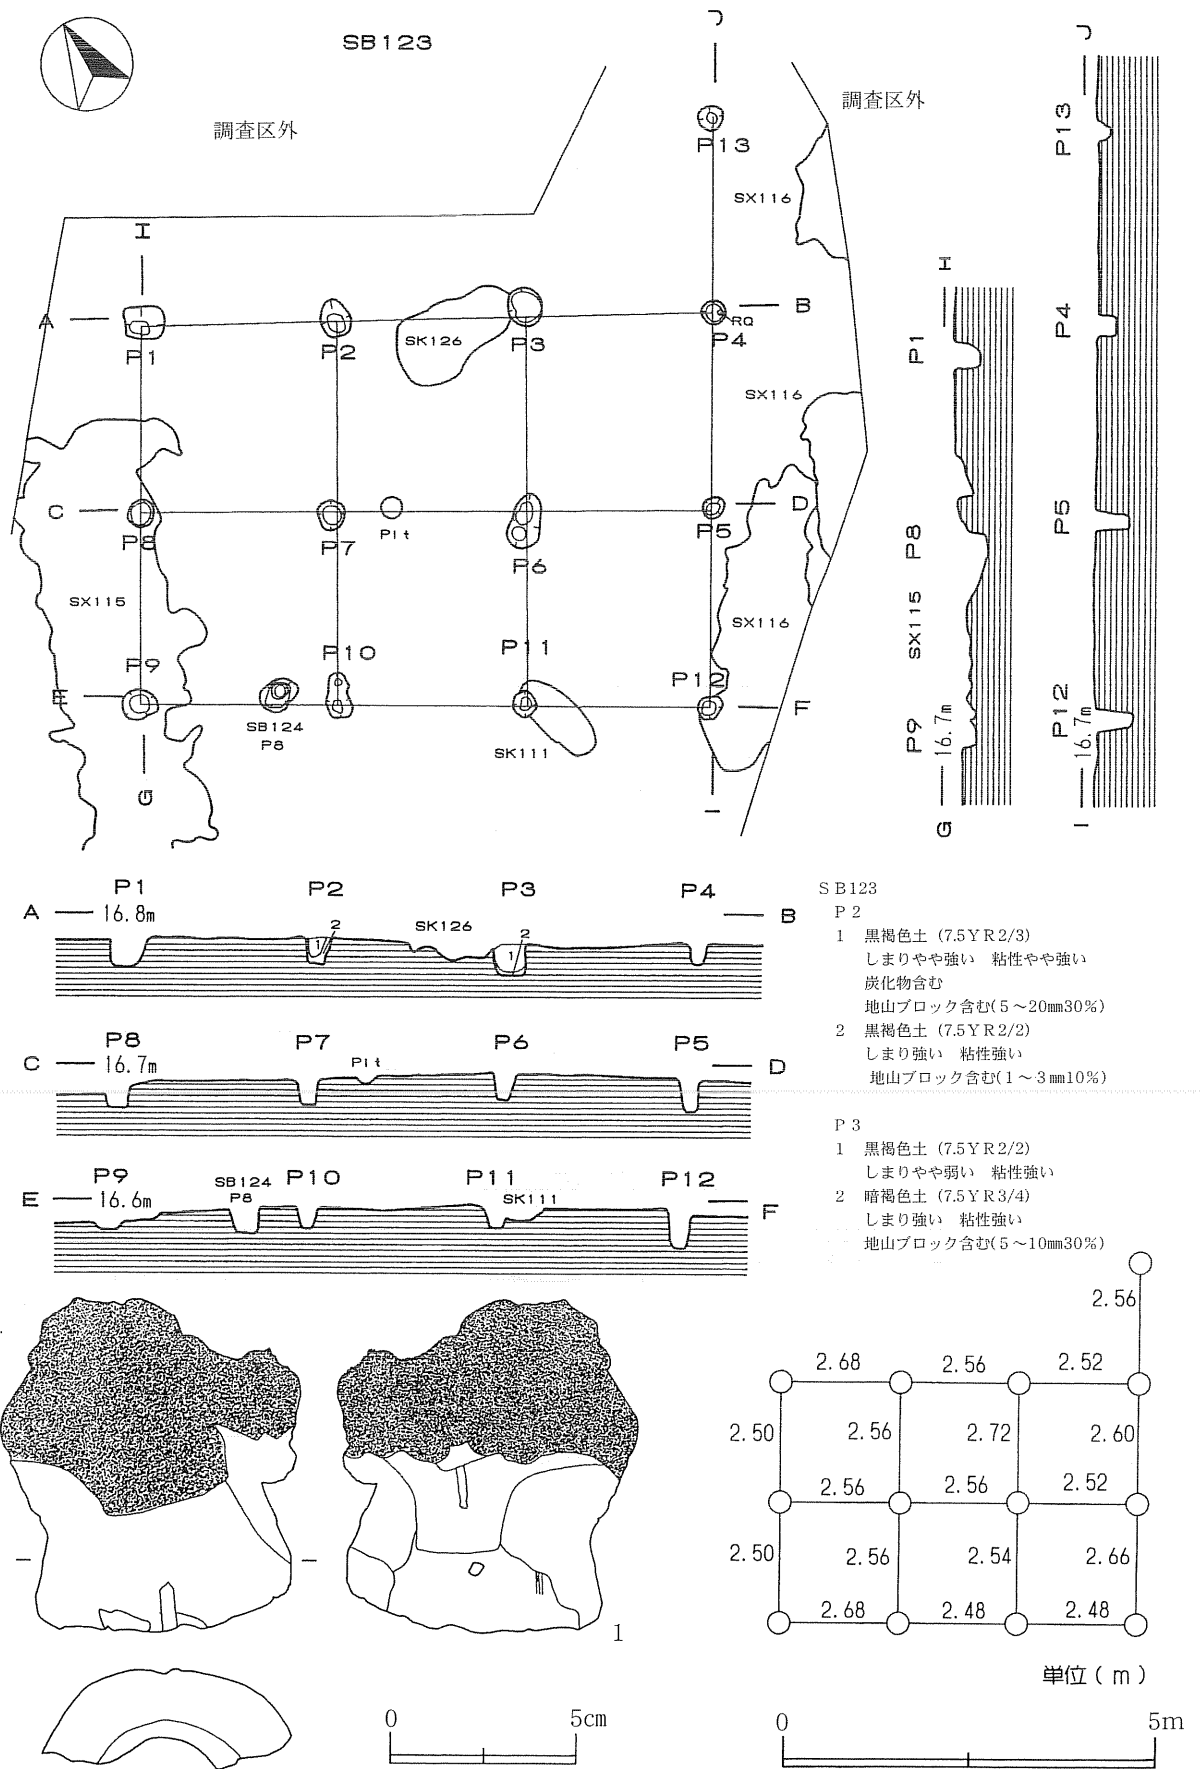 SB123
調査区外
調査区外
J
P13
SX116
I
H
A
B
P1
P2
SK126
P3
RQ
P4
SX116
C
D
P8
P7
Pit
P6
P5
SX115
SX116
P9
P10
P11
P12
E
F
SB124
P8
SK111
G
I
H
P1
P8
SX115
P9
16.7m
G
J
P13
P4
P5
P12
16.7m
I
P1 P2 P3 P4
A 16.8m 1 2 SK126 1 2 B
P8 P7 P6 P5
C 16.7m Pit D
P9 SB124 P8 P10 P11 SK111 P12
E 16.6m F
SB123
P2
1 黒褐色土 (7.5YR2/3)
しまりやや強い 粘性やや強い
炭化物含む
地山ブロック含む(5～20㎜30%)
2 黒褐色土 (7.5YR2/2)
しまり強い 粘性強い
地山ブロック含む(1～3㎜10%)
P3
1 黒褐色土 (7.5YR2/2)
しまりやや弱い 粘性強い
2 暗褐色土 (7.5YR3/4)
しまり強い 粘性強い
地山ブロック含む(5～10㎜30%)
2.56
2.68 2.56 2.52
2.50 2.56 2.72 2.60
2.56 2.56 2.52
2.50 2.56 2.54 2.66
2.68 2.48 2.48
単位(m)
1
0 5㎝
0 5m